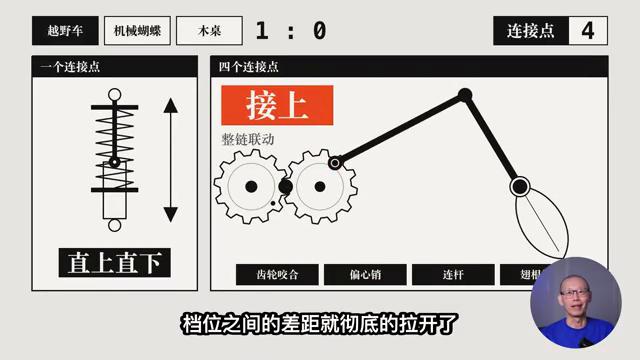 越野车
机械蝴蝶
木桌
1 : 0
连接点 4
一个连接点
四个连接点
接上
整链联动
直上直下
齿轮咬合
偏心销
连杆
翅根
档位之间的差距就彻底的拉开了